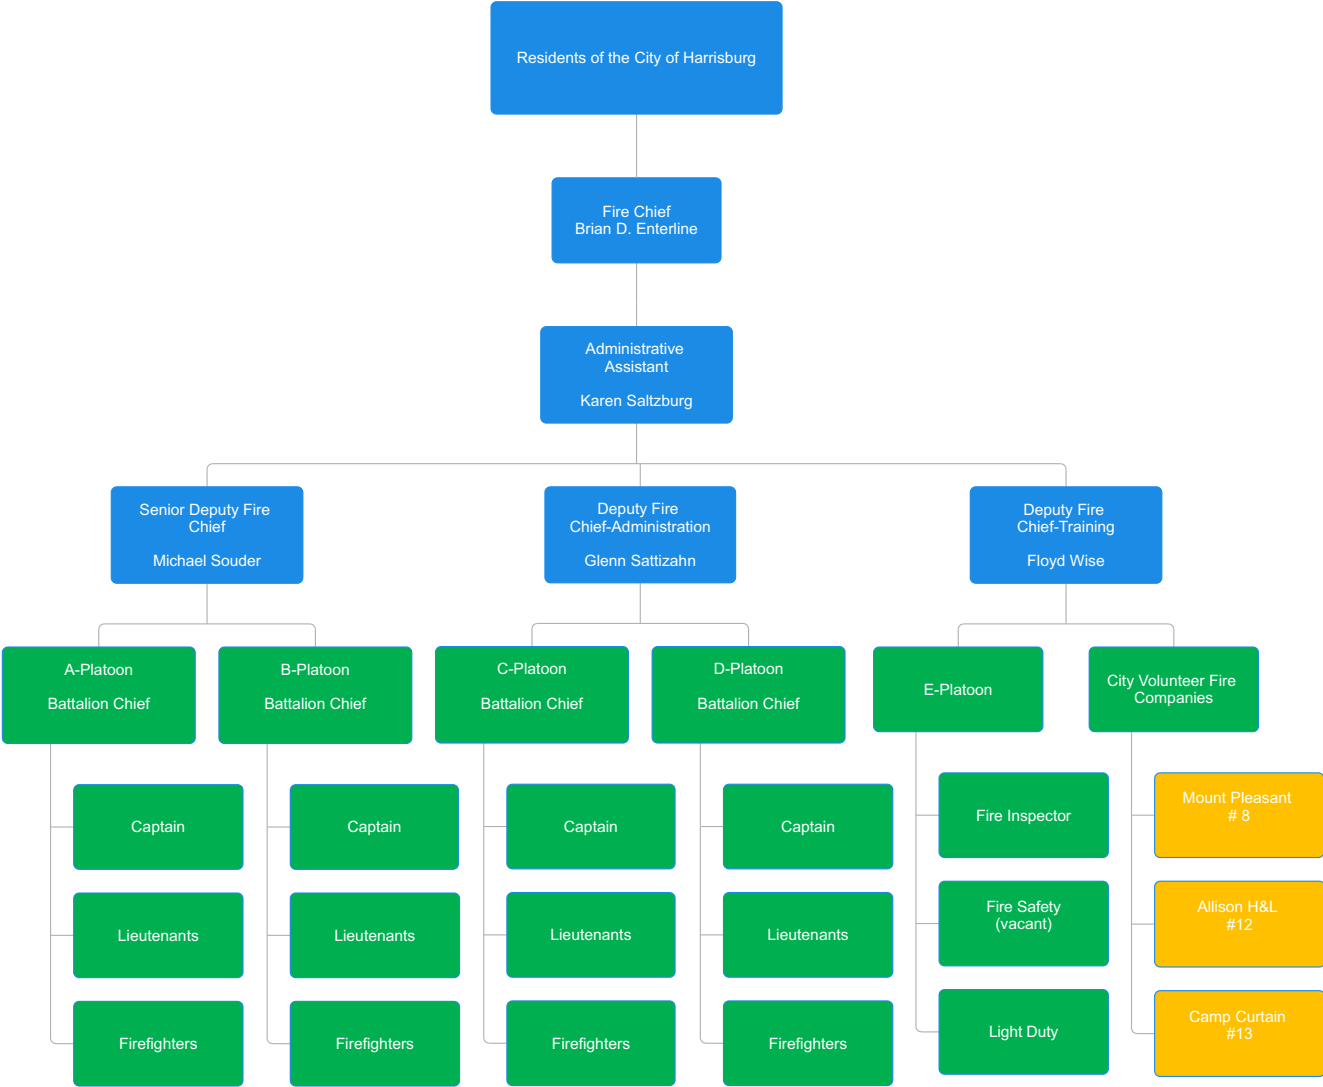 Residents of the City of Harrisburg
Fire Chief
Brian D. Enterline
Administrative
Assistant
Karen Saltzburg
Senior Deputy Fire
Chief
Michael Souder
Deputy Fire
Chief-Administration
Glenn Sattizahn
Deputy Fire
Chief-Training
Floyd Wise
A-Platoon
Battalion Chief
B-Platoon
Battalion Chief
C-Platoon
Battalion Chief
D-Platoon
Battalion Chief
E-Platoon
City Volunteer Fire
Companies
Captain
Lieutenants
Firefighters
Captain
Lieutenants
Firefighters
Captain
Lieutenants
Firefighters
Captain
Lieutenants
Firefighters
Fire Inspector
Fire Safety
(vacant)
Light Duty
Mount Pleasant
# 8
Allison H&L
#12
Camp Curtain
#13